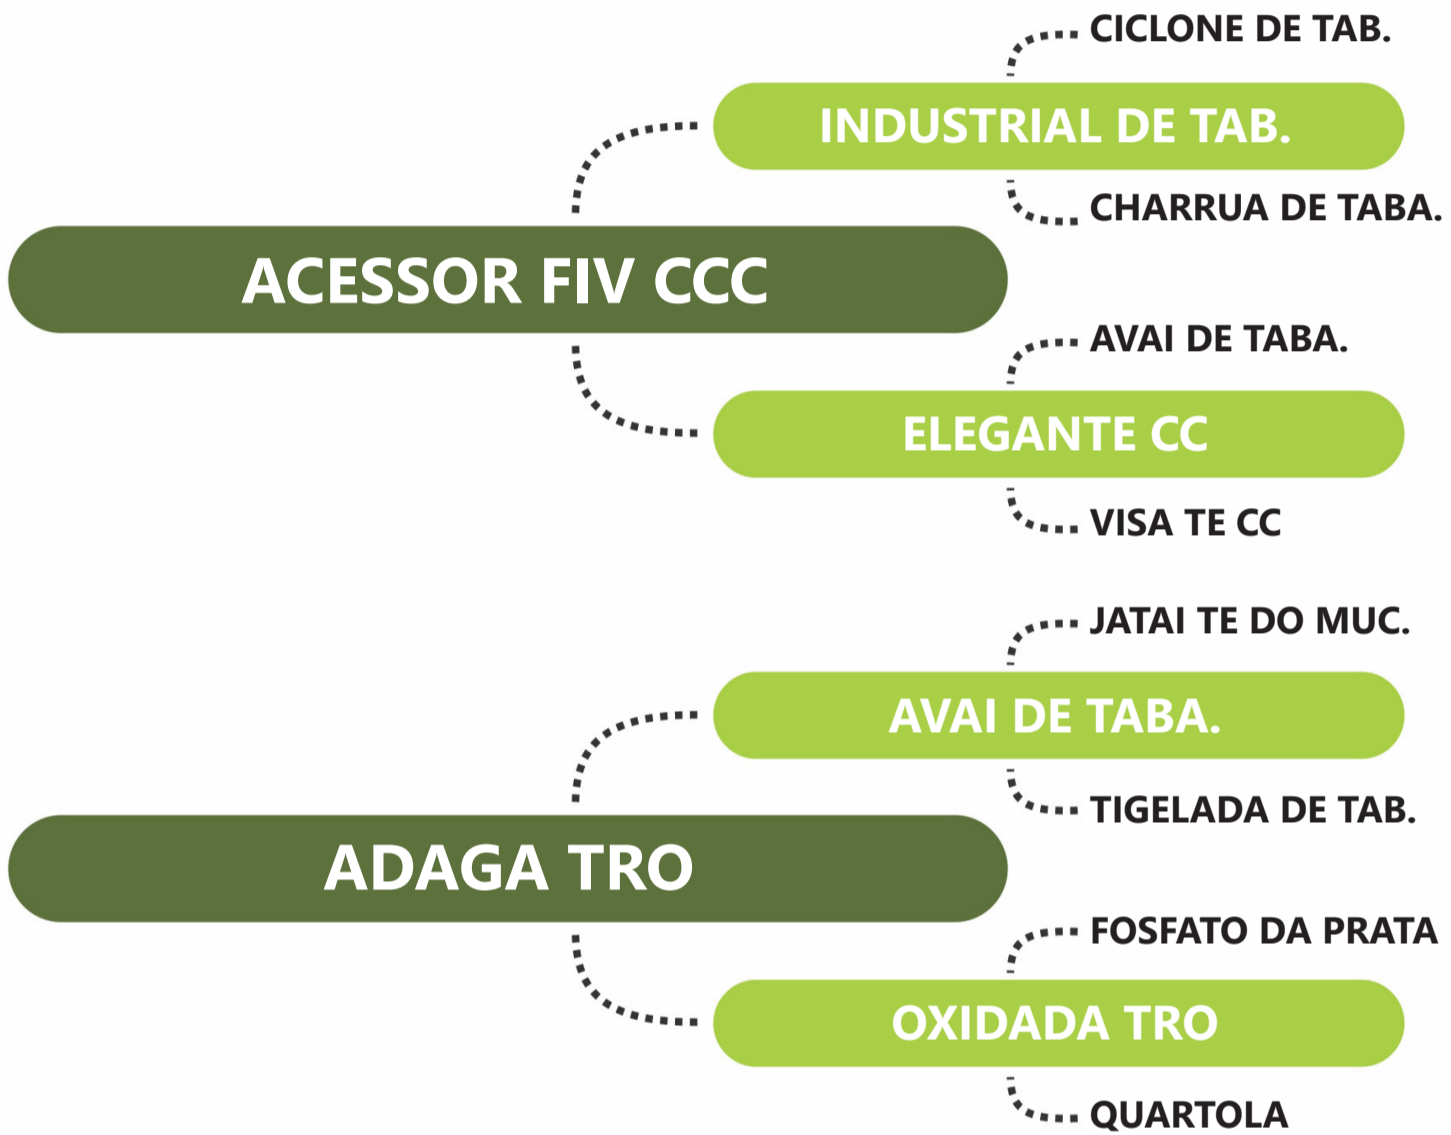 CICLONE DE TAB.
INDUSTRIAL DE TAB.
CHARRUA DE TABA.
ACESSOR FIV CCC
AVAI DE TABA.
ELEGANTE CC
VISA TE CC
JATAI TE DO MUC.
AVAI DE TABA.
TIGELADA DE TAB.
ADAGA TRO
FOSFATO DA PRATA
OXIDADA TRO
QUARTOLA